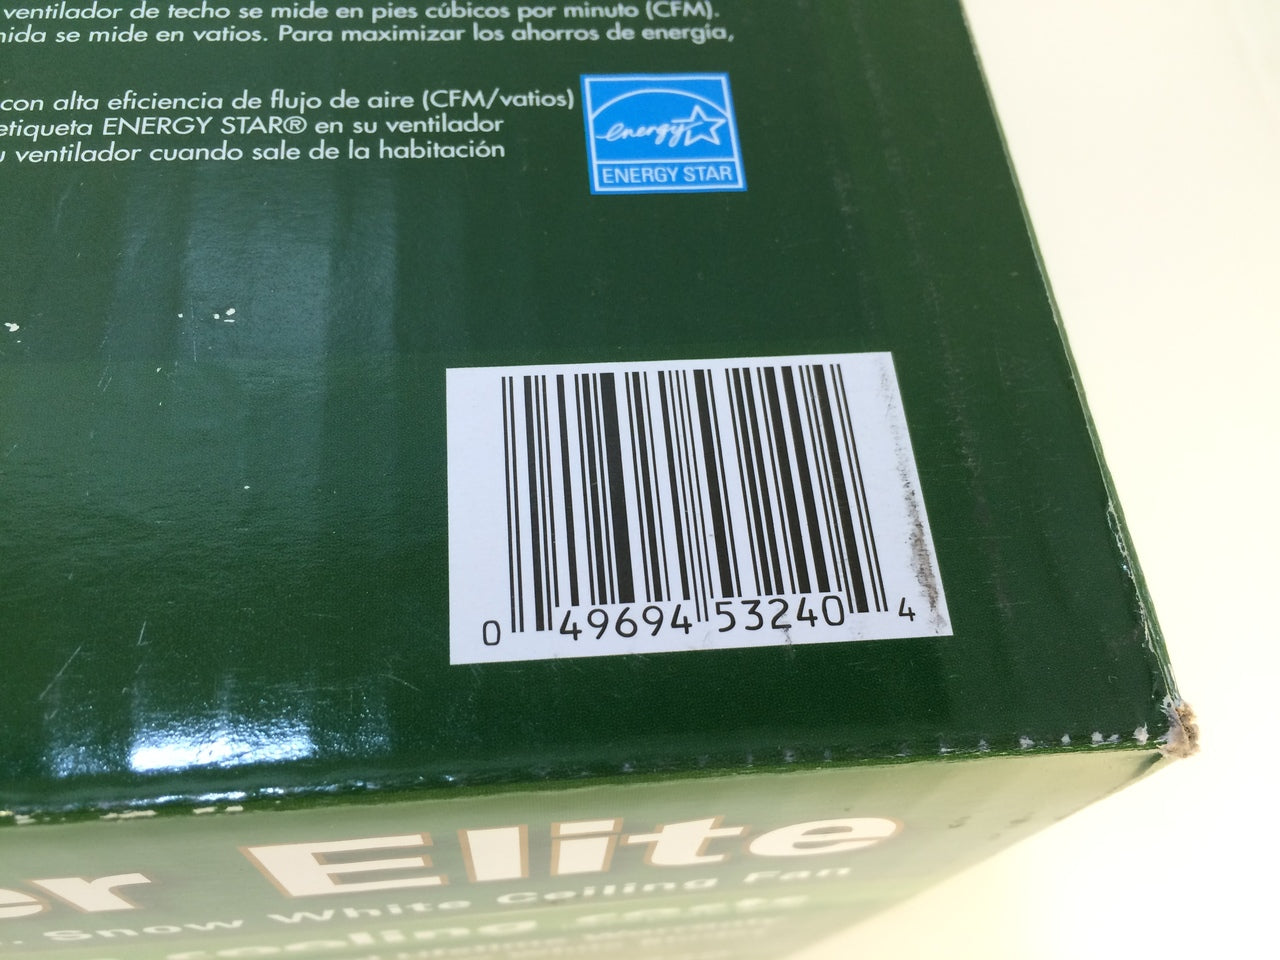 ventilador de techo se mide en pies cúbicos por minuto (CFM).
se mide en vatios. Para maximizar los ahorros de energía,
con alta eficiencia de flujo de aire (CFM/vatios)
etiqueta ENERGY STAR® en su ventilador
ventilador cuando sale de la habitación
energy
ENERGY STAR
0 49694 53240 4
er Elite
Snow White Ceiling Fan
cooling costs